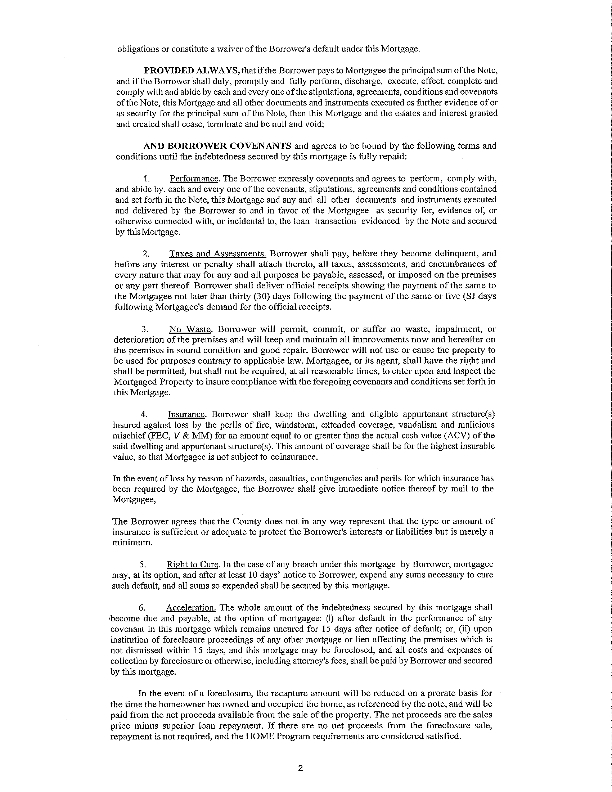 obligations or constitute a waiver of the Borrower's default under this Mortgage.
PROVIDED ALWAYS, that if the Borrower pays to Mortgagee the principal sum of the Note,
and if the Borrower shall duly, promptly and fully perform, discharge, execute, effect, complete and
comply with and abide by each and every one of the stipulations, agreements, conditions and covenants
of the Note, this Mortgage and all other documents and instruments executed as further evidence of or
as security for the principal sum of the Note, then this Mortgage and the estates and interest granted
and created shall cease, terminate and be null and void;
AND BORROWER COVENANTS and agrees to be bound by the following terms and
conditions until the indebtedness secured by this mortgage is fully repaid:
1. Performance. The Borrower expressly covenants and agrees to perform, comply with,
and abide by, each and every one of the covenants, stipulations, agreements and conditions contained
and set forth in the Note, this Mortgage and any and all other documents and instruments executed
and delivered by the Borrower to and in favor of the Mortgagee as security for, evidence of, or
otherwise connected with, or incidental to, the loan transaction evidenced by the Note and secured
by this Mortgage.
2. Taxes and Assessments. Borrower shall pay, before they become delinquent, and
before any interest or penalty shall attach thereto, all taxes, assessments, and encumbrances of
every nature that may for any and all purposes be payable, assessed, or imposed on the premises
or any part thereof Borrower shall deliver official receipts showing the payment of the same to
the Mortgagee not later than thirty (30) days following the payment of the same or five (SJ days
following Mortgagee's demand for the official receipts.
3. No Waste. Borrower will permit, commit, or suffer no waste, impairment, or
deterioration of the premises and will keep and maintain all improvements now and hereafter on
the premises in sound condition and good repair. Borrower will not use or cause the property to
be used for purposes contrary to applicable law. Mortgagee, or its agent, shall have the right and
shall be permitted, but shall not be required, at all reasonable times, to enter upon and inspect the
Mortgaged Property to insure compliance with the foregoing covenants and conditions set forth in
this Mortgage.
4. Insurance. Borrower shall keep the dwelling and eligible appurtenant structure(s)
insured against loss by the perils of fire, windstorm, extended coverage, vandalism and malicious
mischief (FEC, V & MM) for an amount equal to or greater than the actual cash value (ACV) of the
said dwelling and appurtenant structure(s). This amount of coverage shall be for the highest insurable
value, so that Mortgagee is not subject to coinsurance.
In the event of loss by reason of hazards, casualties, contingencies and perils for which insurance has
been required by the Mortgagee, the Borrower shall give immediate notice thereof by mail to the
Mortgagee,
The Borrower agrees that the County does not in any way represent that the type or amount of
insurance is sufficient or adequate to protect the Borrower's interests or liabilities but is merely a
minimum.
5. Right to Cure. In the case of any breach under this mortgage by Borrower, mortgagee
may, at its option, and after at least 10 days' notice to Borrower, expend any sums necessary to cure
such default, and all sums so expended shall be secured by this mortgage.
6. Acceleration. The whole amount of the indebtedness secured by this mortgage shall
become due and payable, at the option of mortgagee: (i) after default in the performance of any
covenant in this mortgage which remains uncured for 15 days after notice of default; or, (ii) upon
institution of foreclosure proceedings of any other mortgage or lien affecting the premises which is
not dismissed within 15 days, and this mortgage may be foreclosed, and all costs and expenses of
collection by foreclosure or otherwise, including attorney's fees, shall be paid by Borrower and secured
by this mortgage.
In the event of a foreclosure, the recapture amount will be reduced on a prorate basis for
the time the homeowner has owned and occupied the home, as referenced by the note, and will be
paid from the net proceeds available from the sale of the property. The net proceeds are the sales
price minus superior loan repayment. If there are no net proceeds from the foreclosure sale,
repayment is not required, and the HOME Program requirements are considered satisfied.
2